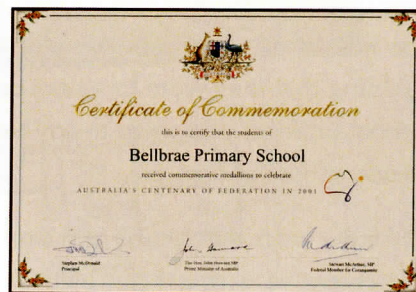 Certificate of Commemoration
this is to certify that the students of
Bellbrae Primary School
received commemorative medallions to celebrate
AUSTRALIA'S CENTENARY OF FEDERATION IN 2001
Stephen McDonald
Principal
The Hon. John Howard MP
Prime Minister of Australia
Stewart McArthur, MP
Federal Member for Corangamite